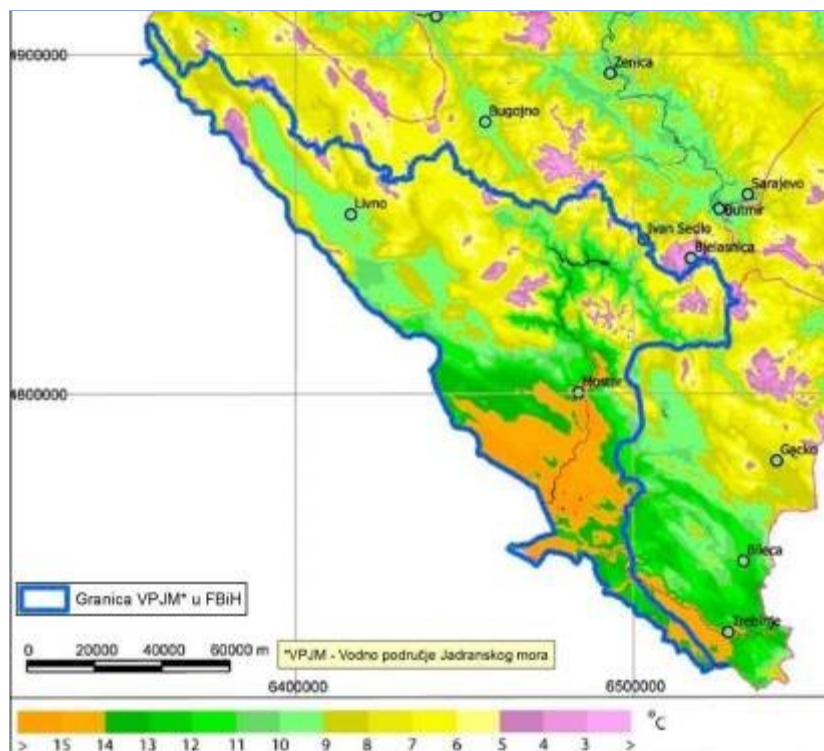 4900000
Zenica
Bugojno
Sarajevo
Livno
Butmir
Ivan Sedlo
Bjelasnica
4800000
Mostar
Gacko
Bileca
Granica VPJM* u FBiH
Trebinje
0 20000 40000 60000 m
*VPJM - Vodno područje Jadranskog mora
6400000 6500000
°C
> 15 14 13 12 11 10 9 8 7 6 5 4 3 >